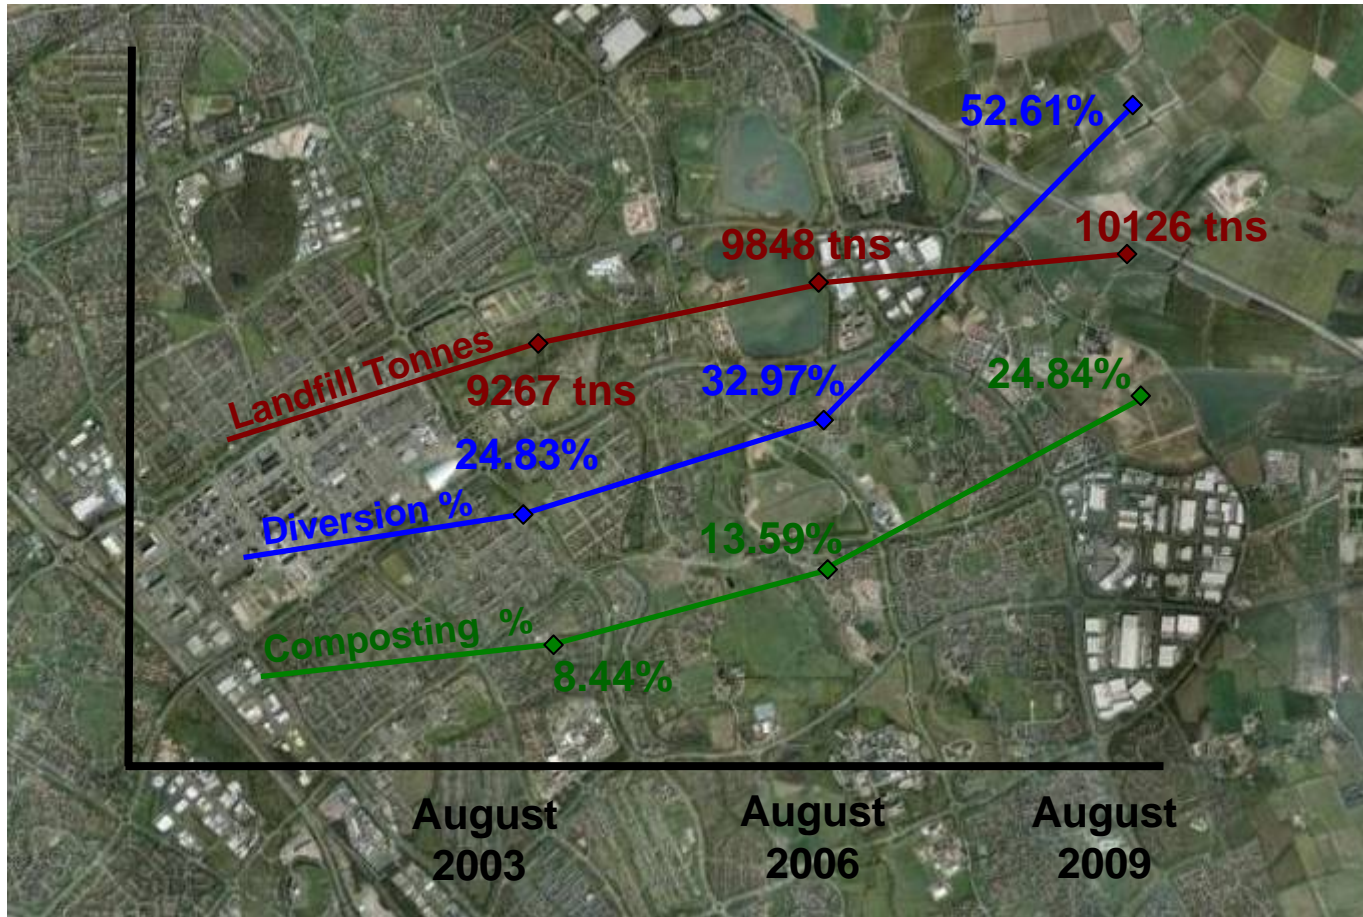 52.61%
10126 tns
9848 tns
Landfill Tonnes
9267 tns
32.97%
24.84%
24.83%
Diversion %
13.59%
Composting  %
8.44%
August
2003
August
2006
August
2009